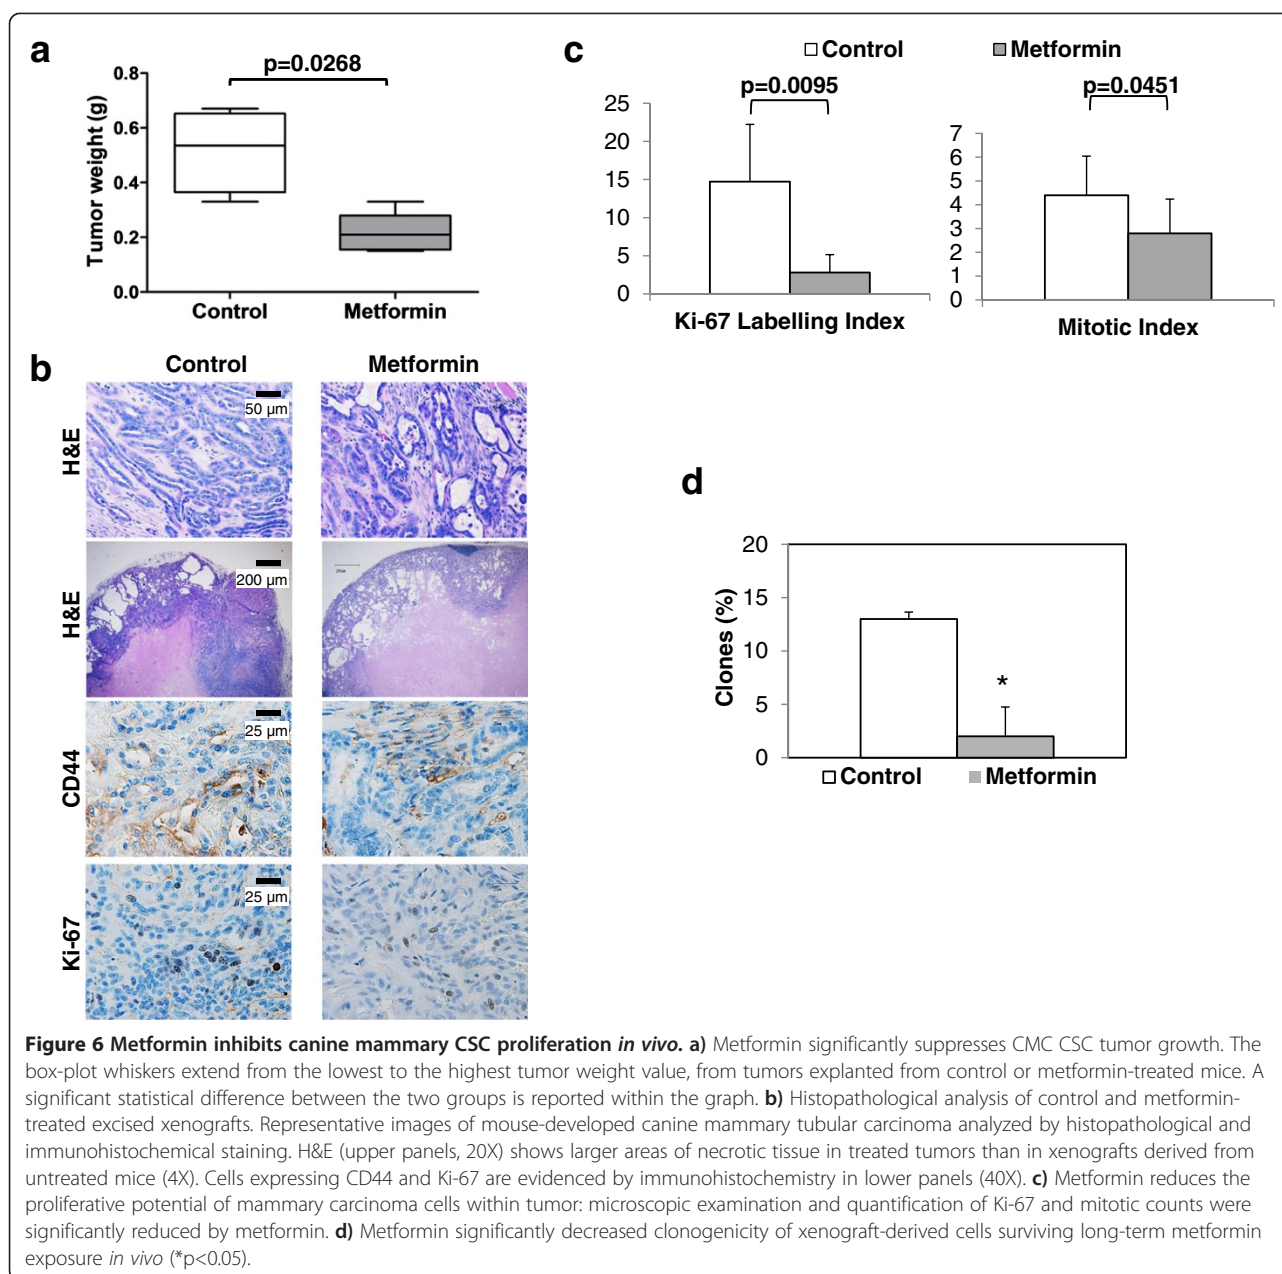 a
p=0.0268
0.8
0.6
0.4
0.2
0.0
Tumor weight (g)
Control
Metformin
c
Control
Metformin
p=0.0095
25
20
15
10
5
0
Ki-67 Labelling Index
p=0.0451
7
6
5
4
3
2
1
0
Mitotic Index
b
Control
Metformin
H&E
50 µm
H&E
200 µm
CD44
25 µm
Ki-67
25 µm
d
20
15
10
5
0
Clones (%)
*
Control
Metformin
Figure 6 Metformin inhibits canine mammary CSC proliferation in vivo. a) Metformin significantly suppresses CMC CSC tumor growth. The
box-plot whiskers extend from the lowest to the highest tumor weight value, from tumors explanted from control or metformin-treated mice. A
significant statistical difference between the two groups is reported within the graph. b) Histopathological analysis of control and metformin-
treated excised xenografts. Representative images of mouse-developed canine mammary tubular carcinoma analyzed by histopathological and
immunohistochemical staining. H&E (upper panels, 20X) shows larger areas of necrotic tissue in treated tumors than in xenografts derived from
untreated mice (4X). Cells expressing CD44 and Ki-67 are evidenced by immunohistochemistry in lower panels (40X). c) Metformin reduces the
proliferative potential of mammary carcinoma cells within tumor: microscopic examination and quantification of Ki-67 and mitotic counts were
significantly reduced by metformin. d) Metformin significantly decreased clonogenicity of xenograft-derived cells surviving long-term metformin
exposure in vivo (*p<0.05).